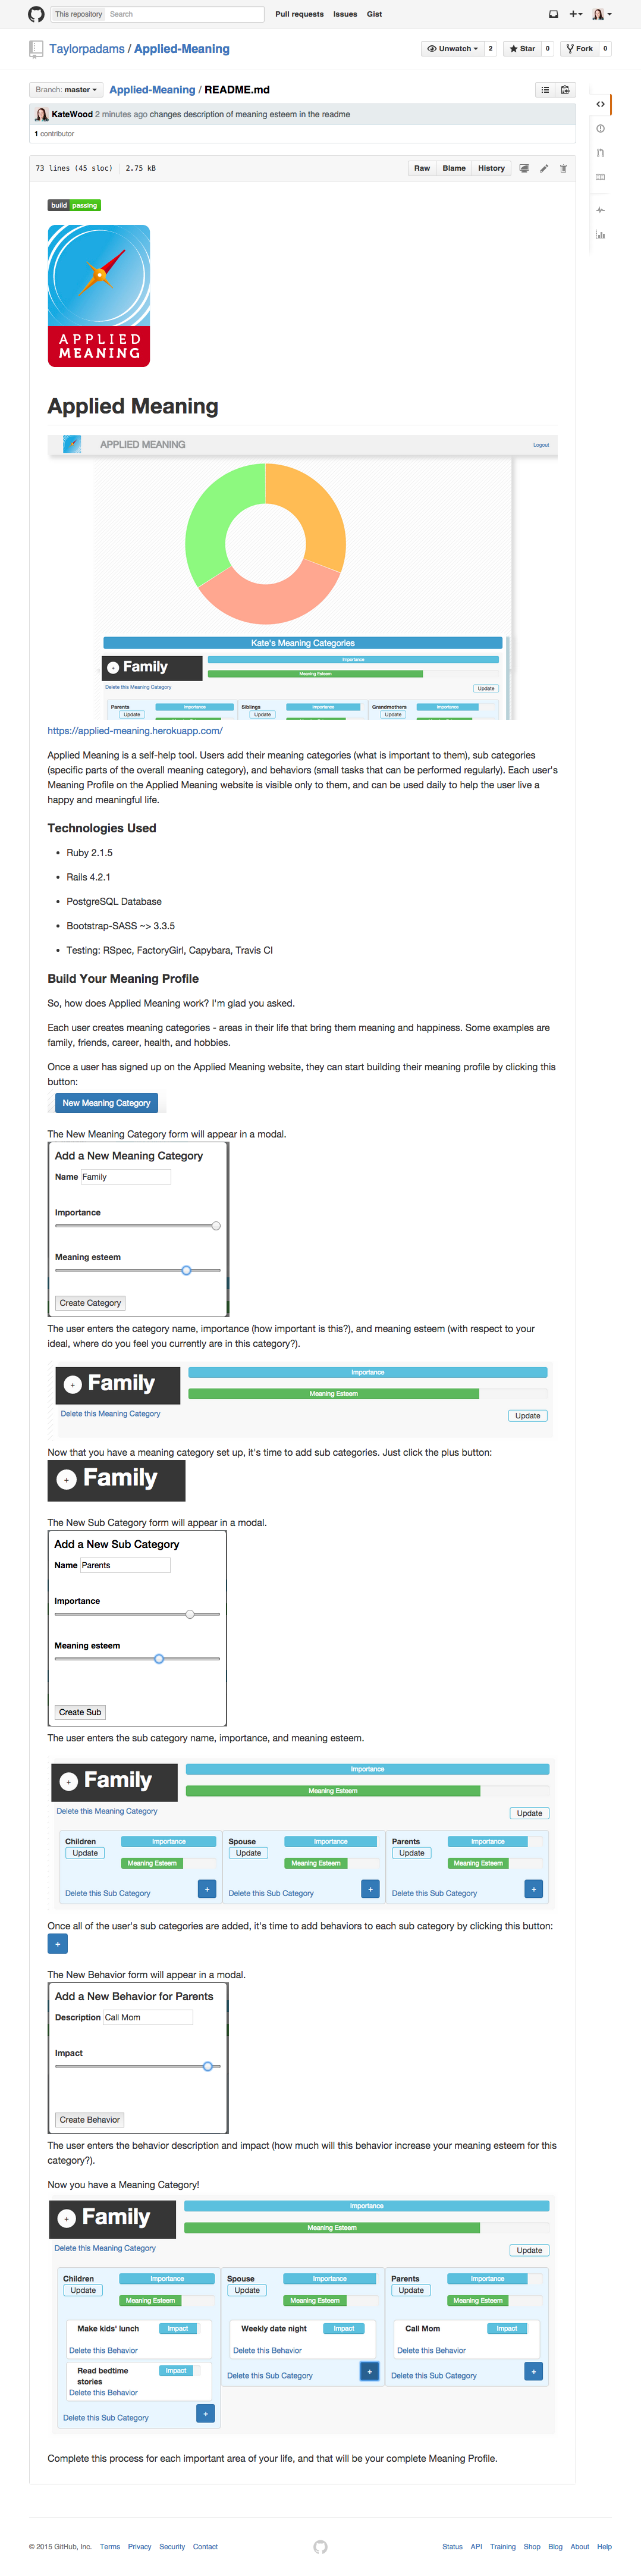 This repository Search Pull requests Issues Gist
Taylorpadams / Applied-Meaning Unwatch 2 Star 0 Fork 0
Branch: master Applied-Meaning / README.md
KateWood 2 minutes ago changes description of meaning esteem in the readme
1 contributor
73 lines (45 sloc) 2.75 kB Raw Blame History
build passing
APPLIED
MEANING
Applied Meaning
APPLIED MEANING Logout
Kate's Meaning Categories
+ Family Importance
Meaning Esteem
Delete this Meaning Category Update
Parents Importance Siblings Importance Grandmothers Importance
Update Update Update
https://applied-meaning.herokuapp.com/
Applied Meaning is a self-help tool. Users add their meaning categories (what is important to them), sub categories
(specific parts of the overall meaning category), and behaviors (small tasks that can be performed regularly). Each user's
Meaning Profile on the Applied Meaning website is visible only to them, and can be used daily to help the user live a
happy and meaningful life.
Technologies Used
• Ruby 2.1.5
• Rails 4.2.1
• PostgreSQL Database
• Bootstrap-SASS ~> 3.3.5
• Testing: RSpec, FactoryGirl, Capybara, Travis CI
Build Your Meaning Profile
So, how does Applied Meaning work? I'm glad you asked.
Each user creates meaning categories - areas in their life that bring them meaning and happiness. Some examples are
family, friends, career, health, and hobbies.
Once a user has signed up on the Applied Meaning website, they can start building their meaning profile by clicking this
button:
New Meaning Category
The New Meaning Category form will appear in a modal.
Add a New Meaning Category
Name Family
Importance
Meaning esteem
Create Category
The user enters the category name, importance (how important is this?), and meaning esteem (with respect to your
ideal, where do you feel you currently are in this category?).
+ Family Importance
Meaning Esteem
Delete this Meaning Category Update
Now that you have a meaning category set up, it's time to add sub categories. Just click the plus button:
+ Family
The New Sub Category form will appear in a modal.
Add a New Sub Category
Name Parents
Importance
Meaning esteem
Create Sub
The user enters the sub category name, importance, and meaning esteem.
+ Family Importance
Meaning Esteem
Delete this Meaning Category Update
Children Importance Spouse Importance Parents Importance
Update Update Update
Meaning Esteem Meaning Esteem Meaning Esteem
Delete this Sub Category + Delete this Sub Category + Delete this Sub Category +
Once all of the user's sub categories are added, it's time to add behaviors to each sub category by clicking this button:
+
The New Behavior form will appear in a modal.
Add a New Behavior for Parents
Description Call Mom
Impact
Create Behavior
The user enters the behavior description and impact (how much will this behavior increase your meaning esteem for this
category?).
Now you have a Meaning Category!
+ Family Importance
Meaning Esteem
Delete this Meaning Category Update
Children Importance Spouse Importance Parents Importance
Update Update Update
Meaning Esteem Meaning Esteem Meaning Esteem
Make kids' lunch Impact Weekly date night Impact Call Mom Impact
Delete this Behavior Delete this Behavior Delete this Behavior
Read bedtime Impact
stories
Delete this Sub Category + Delete this Sub Category +
Delete this Behavior
Delete this Sub Category +
Complete this process for each important area of your life, and that will be your complete Meaning Profile.
© 2015 GitHub, Inc. Terms Privacy Security Contact Status API Training Shop Blog About Help